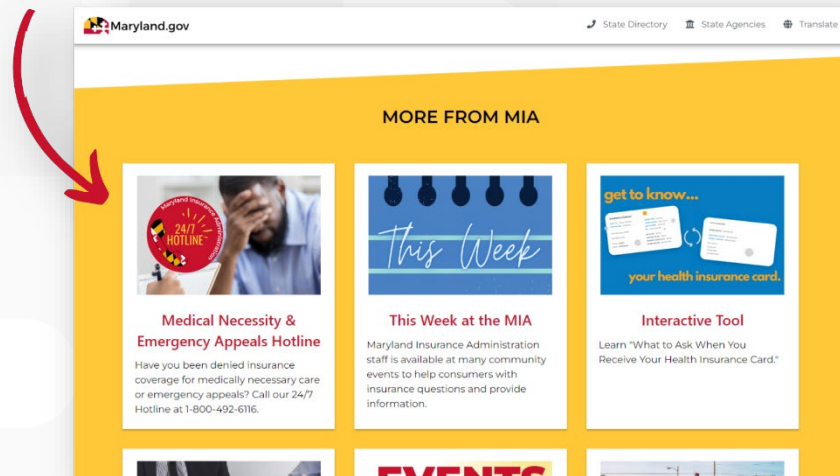 Maryland.gov
State Directory
State Agencies
Translate
MORE FROM MIA
Maryland Insurance Administration
24/7
HOTLINE
This Week
get to know...
your health insurance card.
Medical Necessity &
Emergency Appeals Hotline
Have you been denied insurance
coverage for medically necessary care
or emergency appeals? Call our 24/7
Hotline at 1-800-492-6116.
This Week at the MIA
Maryland Insurance Administration
staff is available at many community
events to help consumers with
insurance questions and provide
information.
Interactive Tool
Learn "What to Ask When You
Receive Your Health Insurance Card."
EVENTS